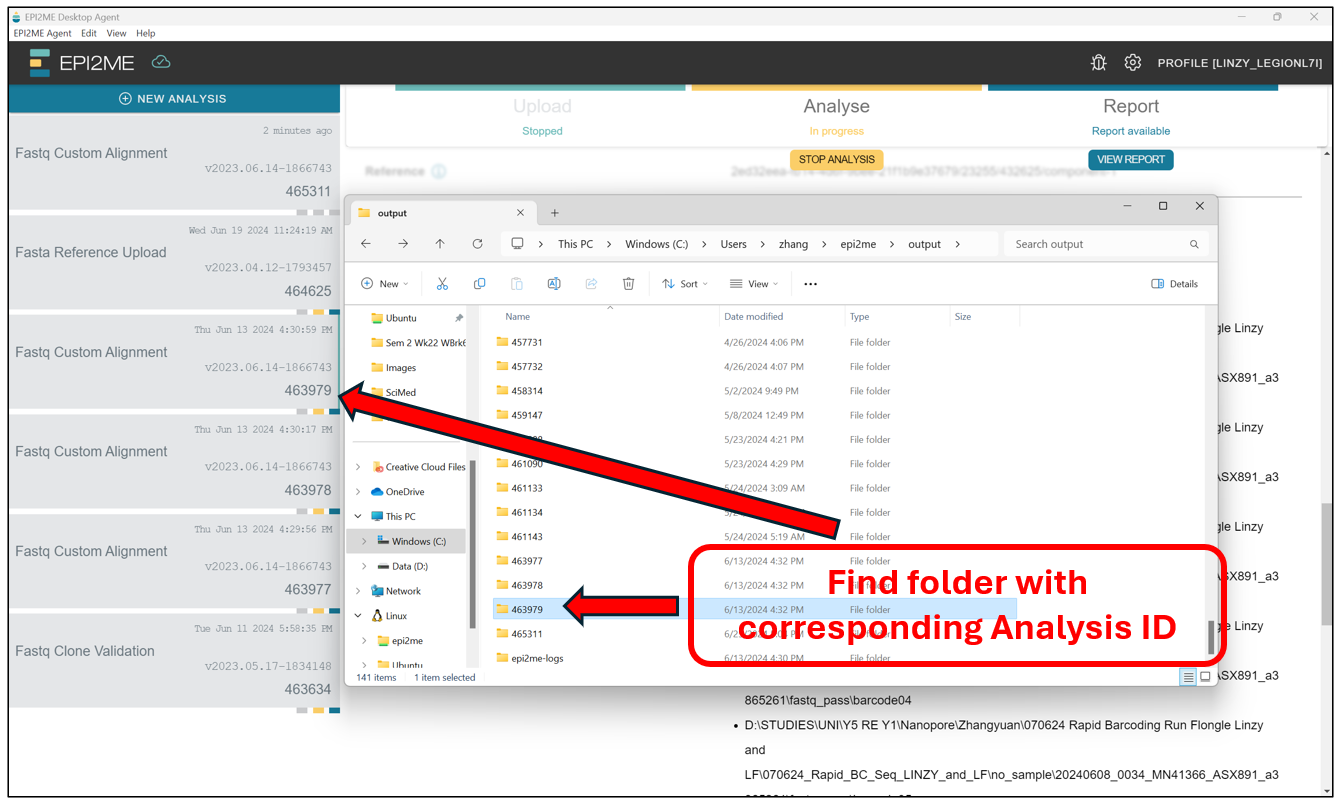 EPI2ME Desktop Agent
EPI2ME Agent Edit View Help
EPI2ME
PROFILE [LINZY_LEGIONL7I]
NEW ANALYSIS
2 minutes ago
Fastq Custom Alignment
v2023.06.14-1866743
465311
Wed Jun 19 2024 11:24:19 AM
Fasta Reference Upload
v2023.04.12-1793457
464625
Thu Jun 13 2024 4:30:59 PM
Fastq Custom Alignment
v2023.06.14-1866743
463979
Thu Jun 13 2024 4:30:17 PM
Fastq Custom Alignment
v2023.06.14-1866743
463978
Thu Jun 13 2024 4:29:56 PM
Fastq Custom Alignment
v2023.06.14-1866743
463977
Tue Jun 11 2024 5:58:35 PM
Fastq Clone Validation
v2023.05.17-1834148
463634
Upload
Stopped
Analyse
In progress
STOP ANALYSIS
Report
Report available
VIEW REPORT
Reference
output
This PC > Windows (C:) > Users > zhang > epi2me > output >
Search output
New
Sort
View
Details
Ubuntu
Sem 2 Wk22 WBrk6
Images
SciMed
Creative Cloud Files
OneDrive
This PC
Windows (C:)
Data (D:)
Network
Linux
epi2me
Ubuntu
Name Date modified Type Size
457731 4/26/2024 4:06 PM File folder
457732 4/26/2024 4:07 PM File folder
458314 5/2/2024 9:49 PM File folder
459147 5/8/2024 12:49 PM File folder
5/23/2024 4:21 PM File folder
461090 5/23/2024 4:29 PM File folder
461133 5/24/2024 3:09 AM File folder
461134 File folder
461143 5/24/2024 5:19 AM File folder
463977 6/13/2024 4:32 PM File folder
463978 6/13/2024 4:32 PM File folder
463979 6/13/2024 4:32 PM File folder
465311 File folder
epi2me-logs 6/13/2024 4:30 PM File folder
141 items 1 item selected
Find folder with
corresponding Analysis ID
gle Linzy
ASX891_a3
gle Linzy
ASX891_a3
gle Linzy
ASX891_a3
gle Linzy
ASX891_a3
865261\fastq_pass\barcode04
• D:\STUDIES\UNI\Y5 RE Y1\Nanopore\Zhangyuan\070624 Rapid Barcoding Run Flongle Linzy
and
LF\070624_Rapid_BC_Seq_LINZY_and_LF\no_sample\20240608_0034_MN41366_ASX891_a3